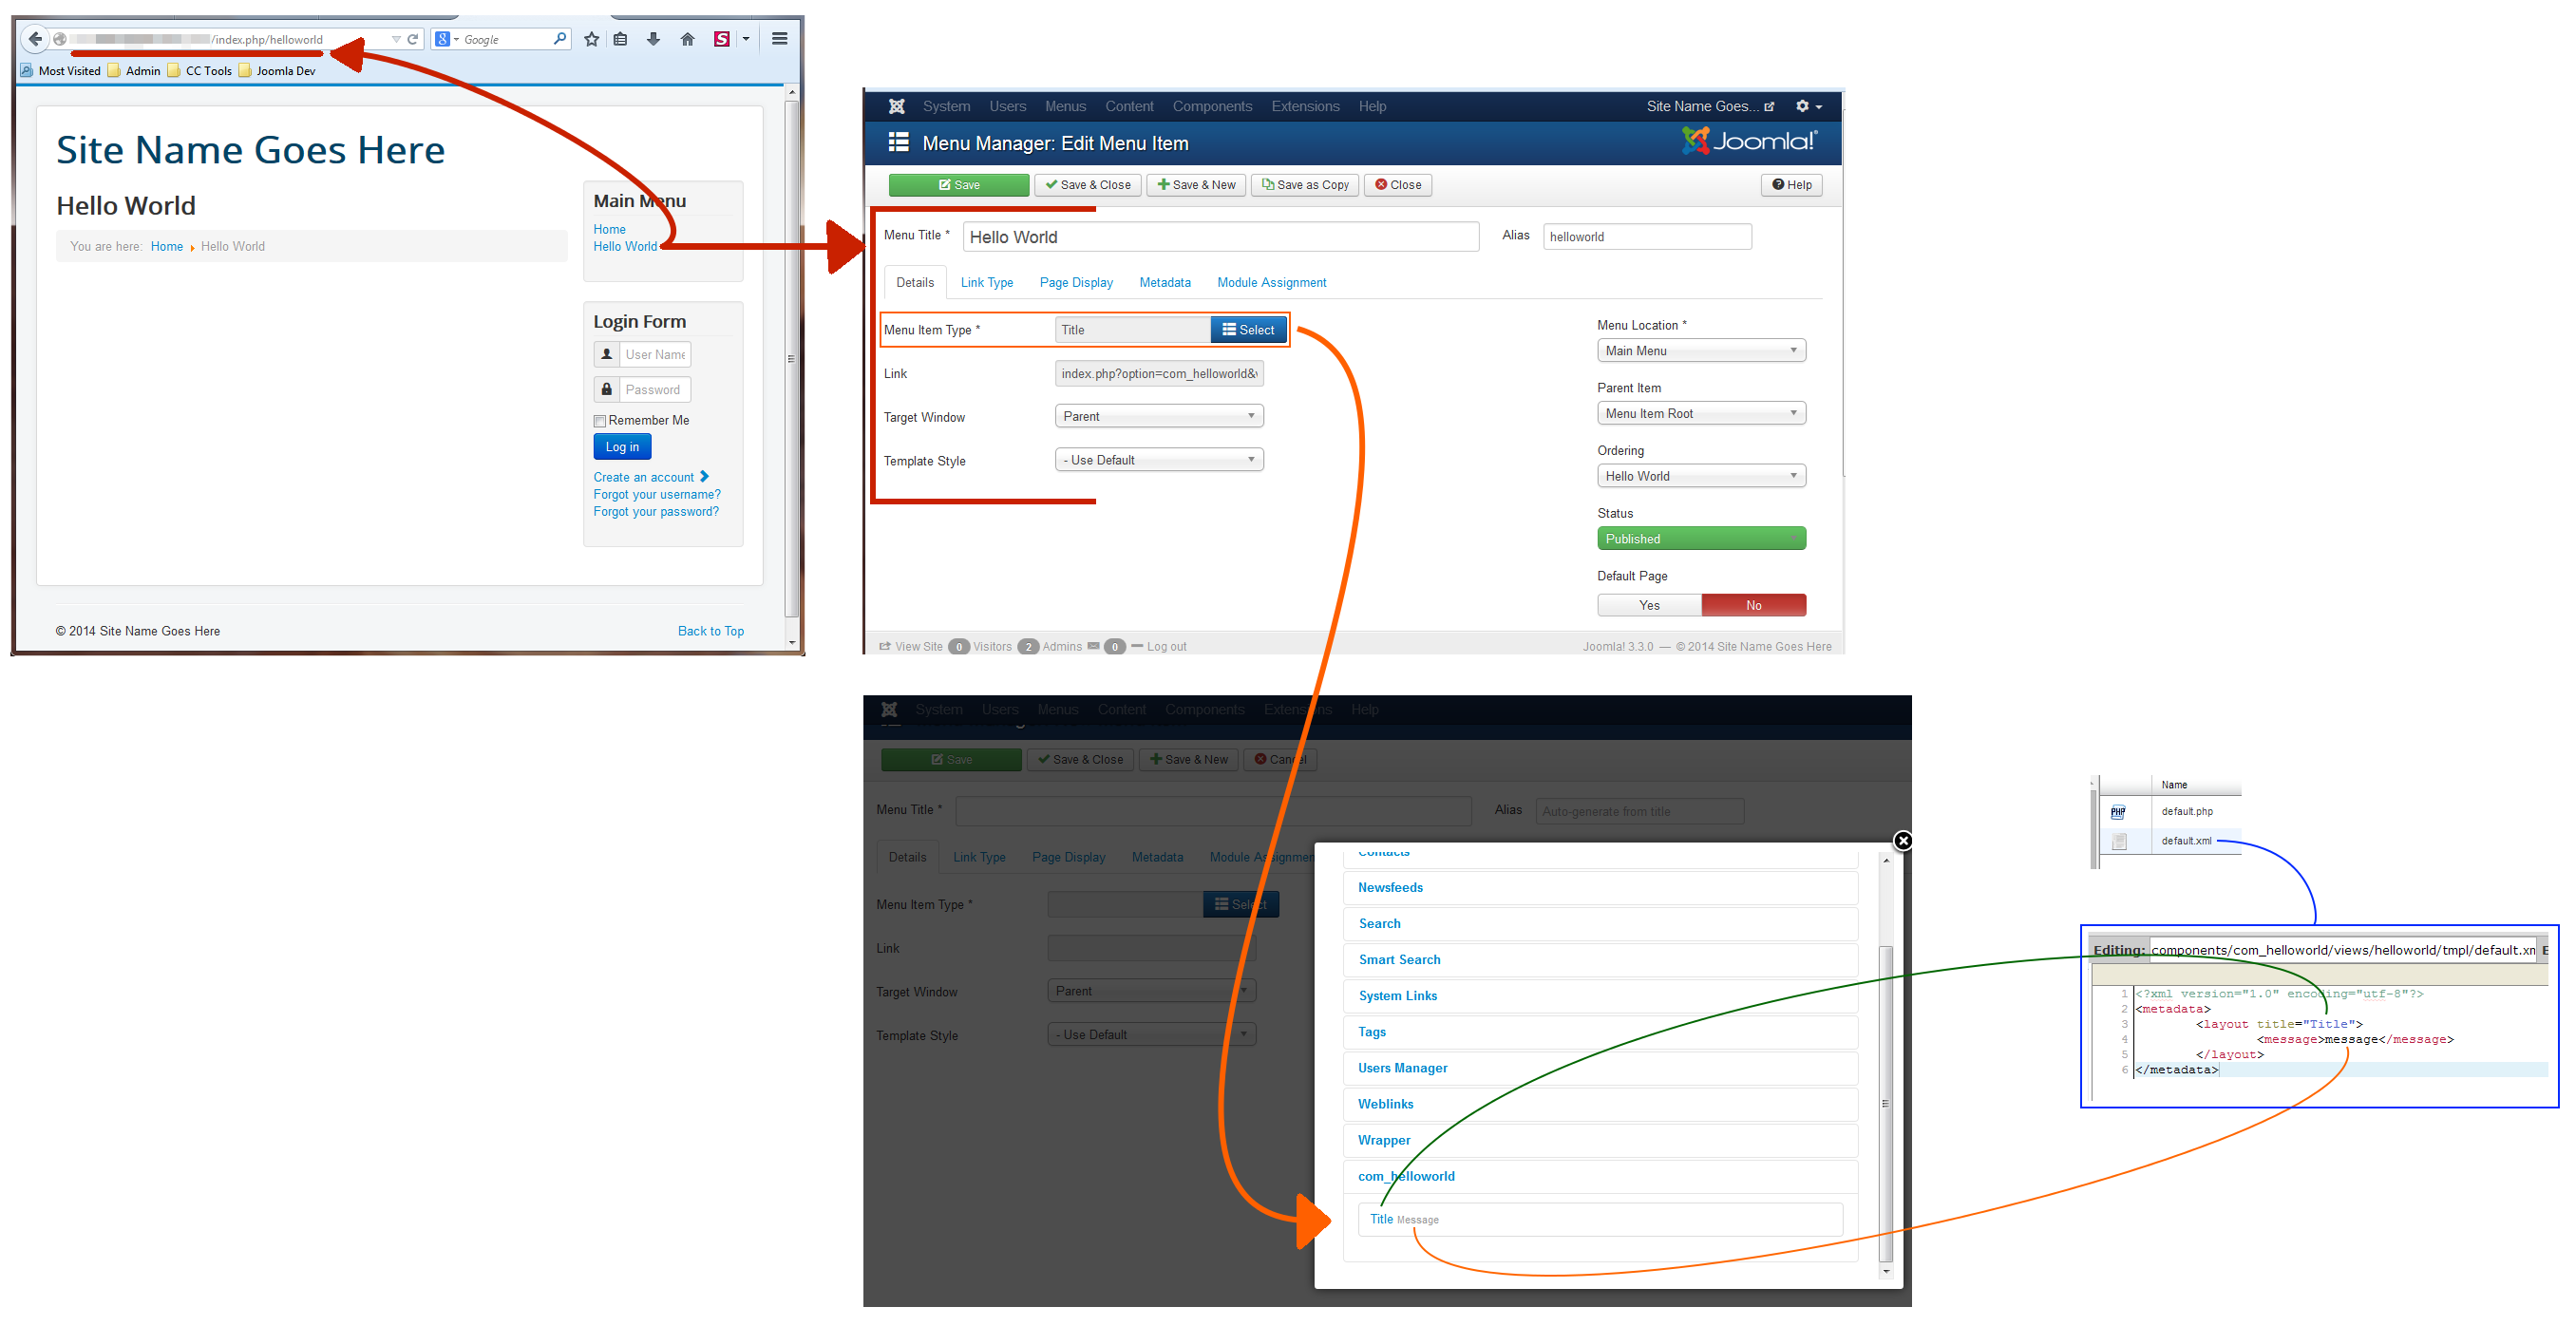 /index.php/helloworld
Google
Most Visited Admin CC Tools Joomla Dev
Site Name Goes Here
Hello World
You are here: Home Hello World
Main Menu
Home
Hello World
Login Form
User Name
Password
Remember Me
Log in
Create an account
Forgot your username?
Forgot your password?
© 2014 Site Name Goes Here
Back to Top
System Users Menus Content Components Extensions Help
Site Name Goes...
Menu Manager: Edit Menu Item
Joomla!®
Save Save & Close Save & New Save as Copy Close Help
Menu Title * Hello World Alias helloworld
Details Link Type Page Display Metadata Module Assignment
Menu Item Type * Title Select
Link index.php?option=com_helloworld&v
Target Window Parent
Template Style - Use Default
Menu Location *
Main Menu
Parent Item
Menu Item Root
Ordering
Hello World
Status
Published
Default Page
Yes No
View Site 0 Visitors 2 Admins 0 Log out
Joomla! 3.3.0 — © 2014 Site Name Goes Here
System Users Menus Content Components Extensions Help
Save Save & Close Save & New Cancel
Menu Title * Alias Auto-generate from title
Details Link Type Page Display Metadata Module Assignmen
Menu Item Type * Select
Link
Target Window Parent
Template Style - Use Default
Contacts
Newsfeeds
Search
Smart Search
System Links
Tags
Users Manager
Weblinks
Wrapper
com_helloworld
Title Message
Name
PHP default.php
default.xml
Editing: components/com_helloworld/views/helloworld/tmpl/default.xm E
1 <?xml version="1.0" encoding="utf-8"?>
2 <metadata>
3 <layout title="Title">
4 <message>message</message>
5 </layout>
6 </metadata>